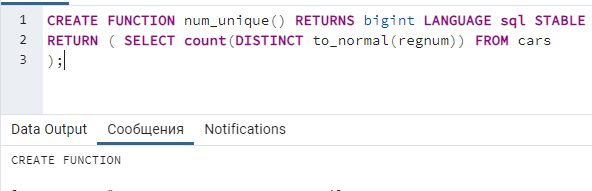 1 CREATE FUNCTION num_unique() RETURNS bigint LANGUAGE sql STABLE
2 RETURN ( SELECT count(DISTINCT to_normal(regnum)) FROM cars
3 );
Data Output Сообщения Notifications
CREATE FUNCTION